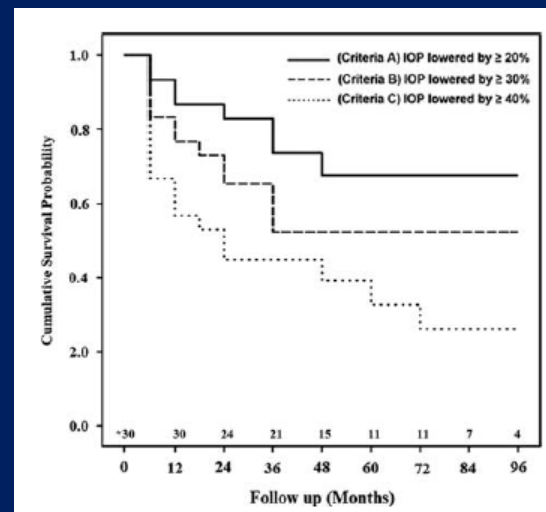 1.0
0.8
0.6
0.4
2.0
0.0
Cumulative Survival Probability
(Criteria A) IOP lowered by ≥ 20%
(Criteria B) IOP lowered by ≥ 30%
(Criteria C) IOP lowered by ≥ 40%
*30 30 24 21 15 11 11 7 4
0 12 24 36 48 60 72 84 96
Follow up (Months)